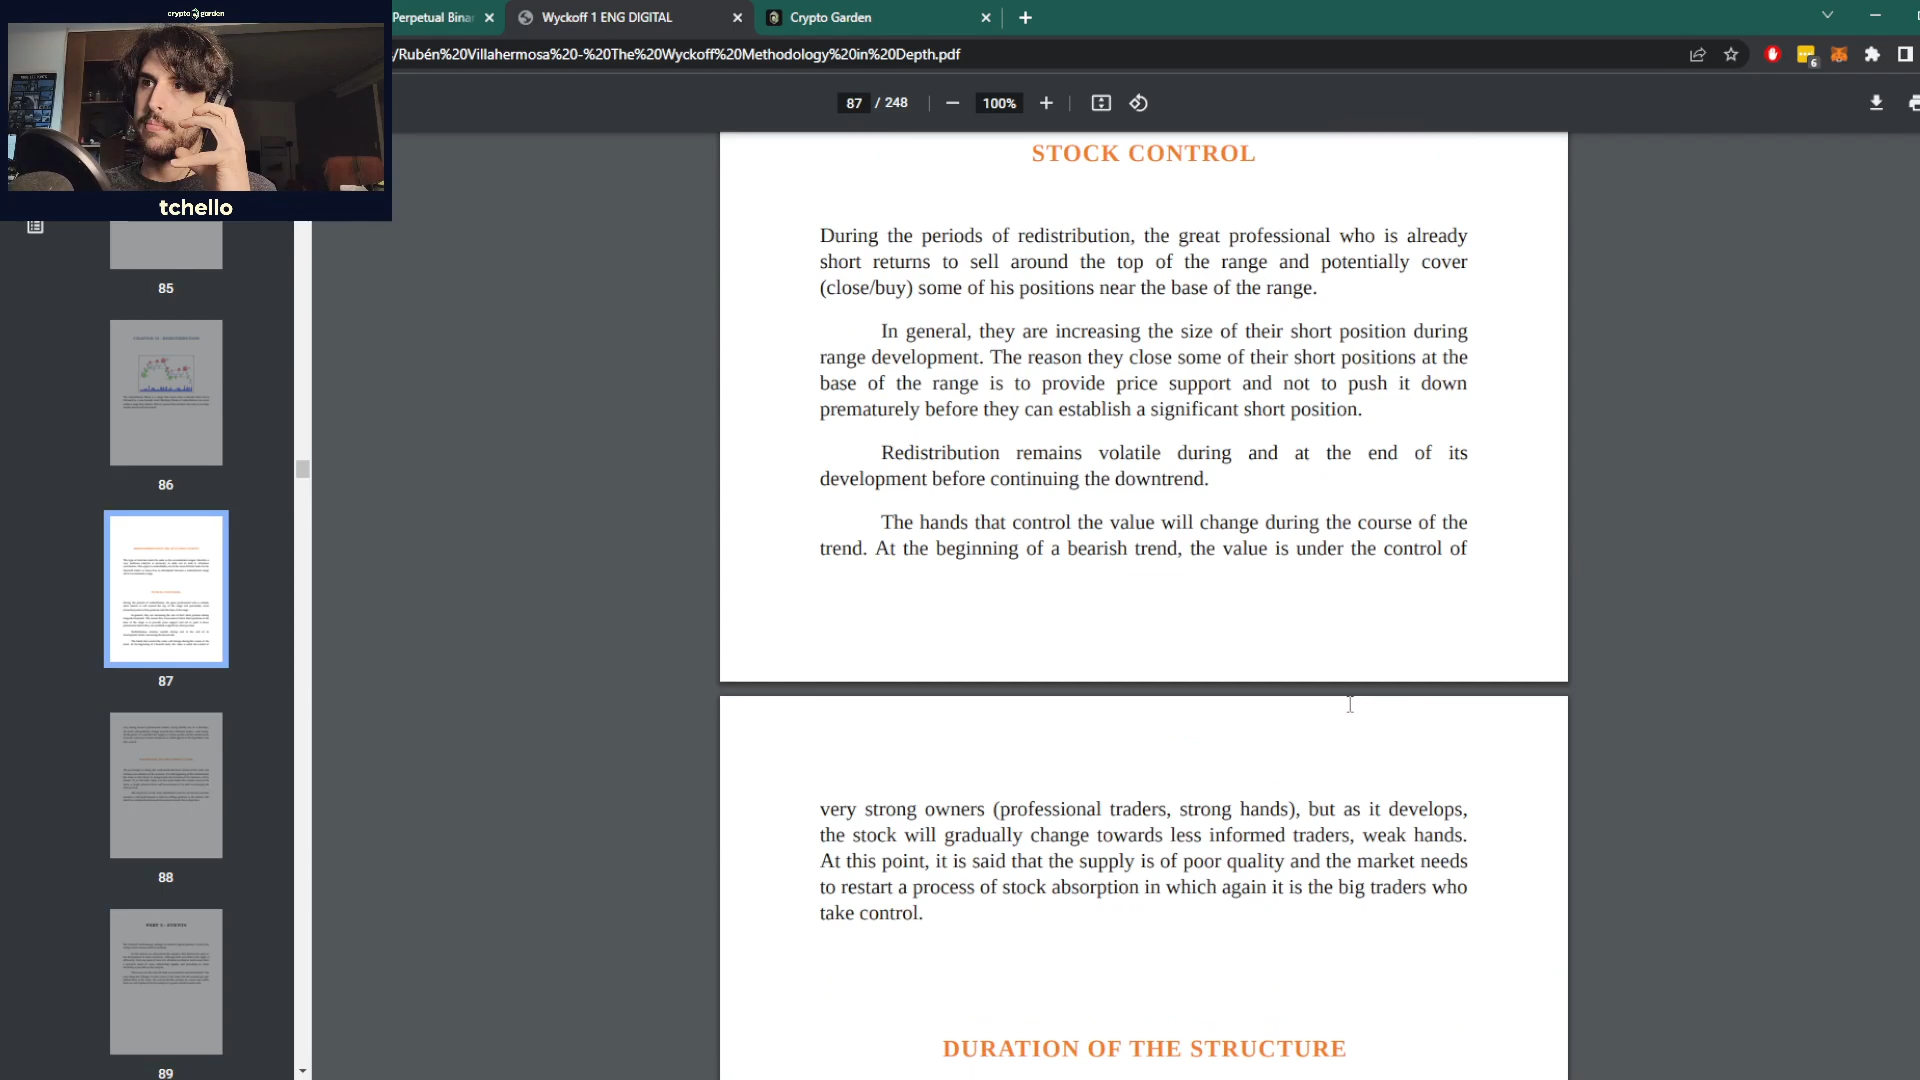 crypto garden
tchello
Perpetual Bina
Wyckoff 1 ENG DIGITAL
Crypto Garden
/Rubén%20Villahermosa%20-%20The%20Wyckoff%20Methodology%20in%20Depth.pdf
6
87 / 248
100%
85
86
87
88
PART 3 - EVENTS
89
STOCK CONTROL
During the periods of redistribution, the great professional who is already
short returns to sell around the top of the range and potentially cover
(close/buy) some of his positions near the base of the range.
In general, they are increasing the size of their short position during
range development. The reason they close some of their short positions at the
base of the range is to provide price support and not to push it down
prematurely before they can establish a significant short position.
Redistribution remains volatile during and at the end of its
development before continuing the downtrend.
The hands that control the value will change during the course of the
trend. At the beginning of a bearish trend, the value is under the control of
very strong owners (professional traders, strong hands), but as it develops,
the stock will gradually change towards less informed traders, weak hands.
At this point, it is said that the supply is of poor quality and the market needs
to restart a process of stock absorption in which again it is the big traders who
take control.
DURATION OF THE STRUCTURE